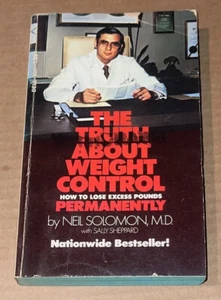 THE
TRUTH
ABOUT
WEIGHT
CONTROL
HOW TO LOSE EXCESS POUNDS
PERMANENTLY
by NEIL SOLOMON, M.D.
with SALLY SHEPPARD
Nationwide Bestseller!